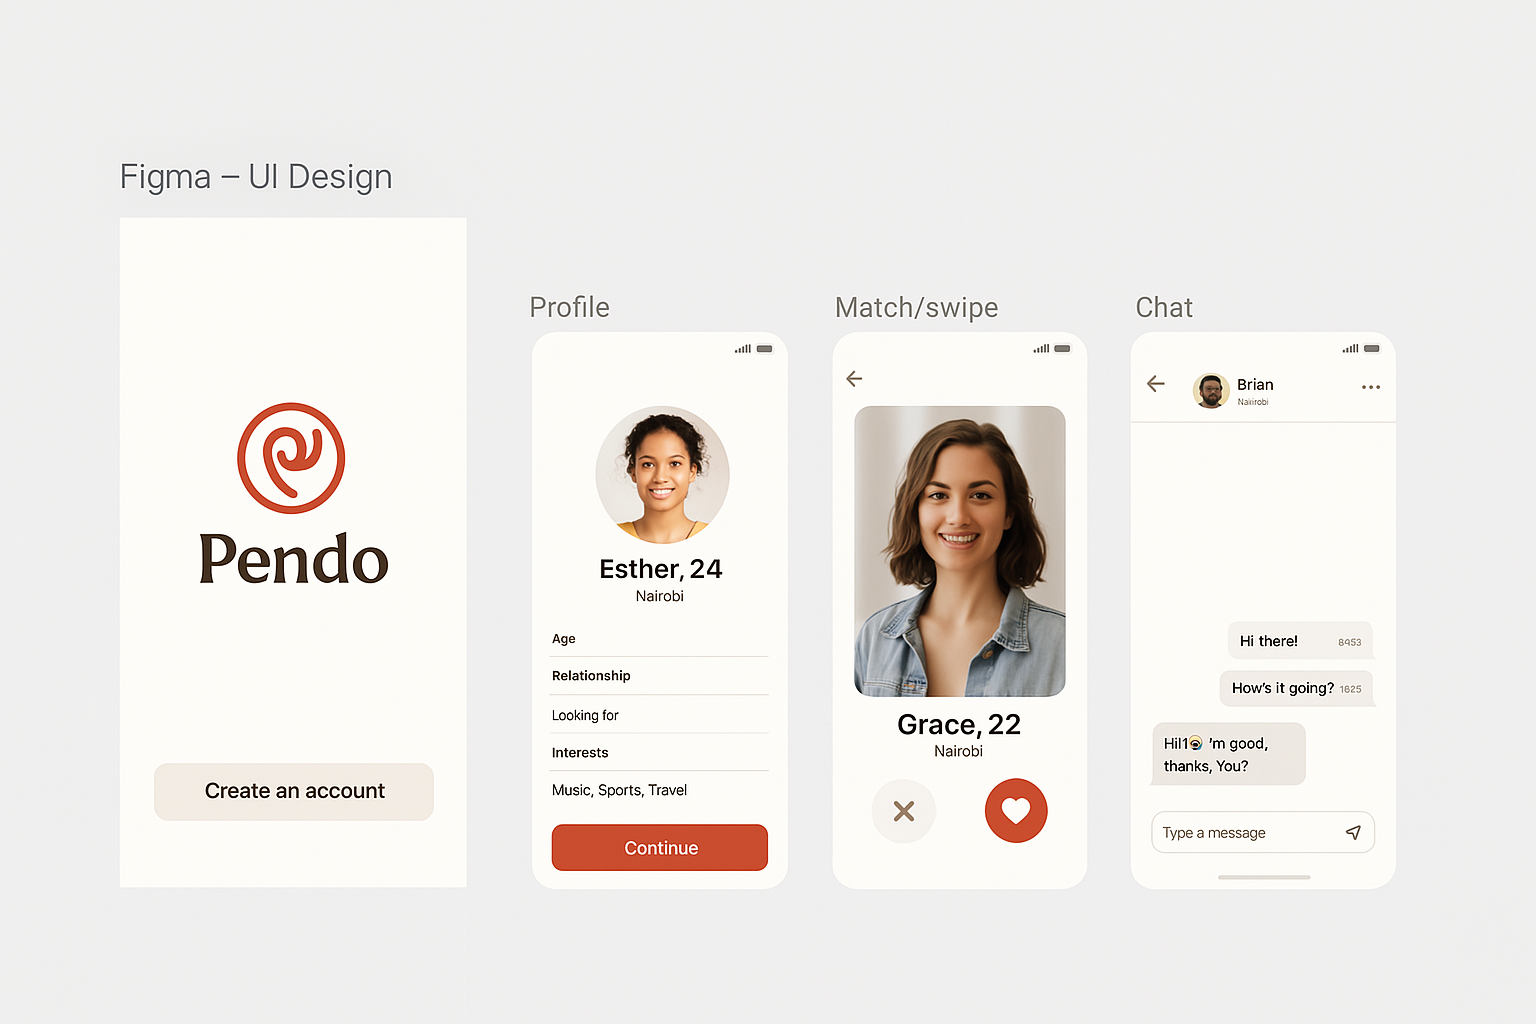 Figma – UI Design
Pendo
Create an account
Profile
Esther, 24
Nairobi
Age
Relationship
Looking for
Interests
Music, Sports, Travel
Continue
Match/swipe
Grace, 22
Nairobi
Chat
Brian
Hi there!
How's it going? 1625
Hil1😭 'm good,
thanks, You?
Type a message